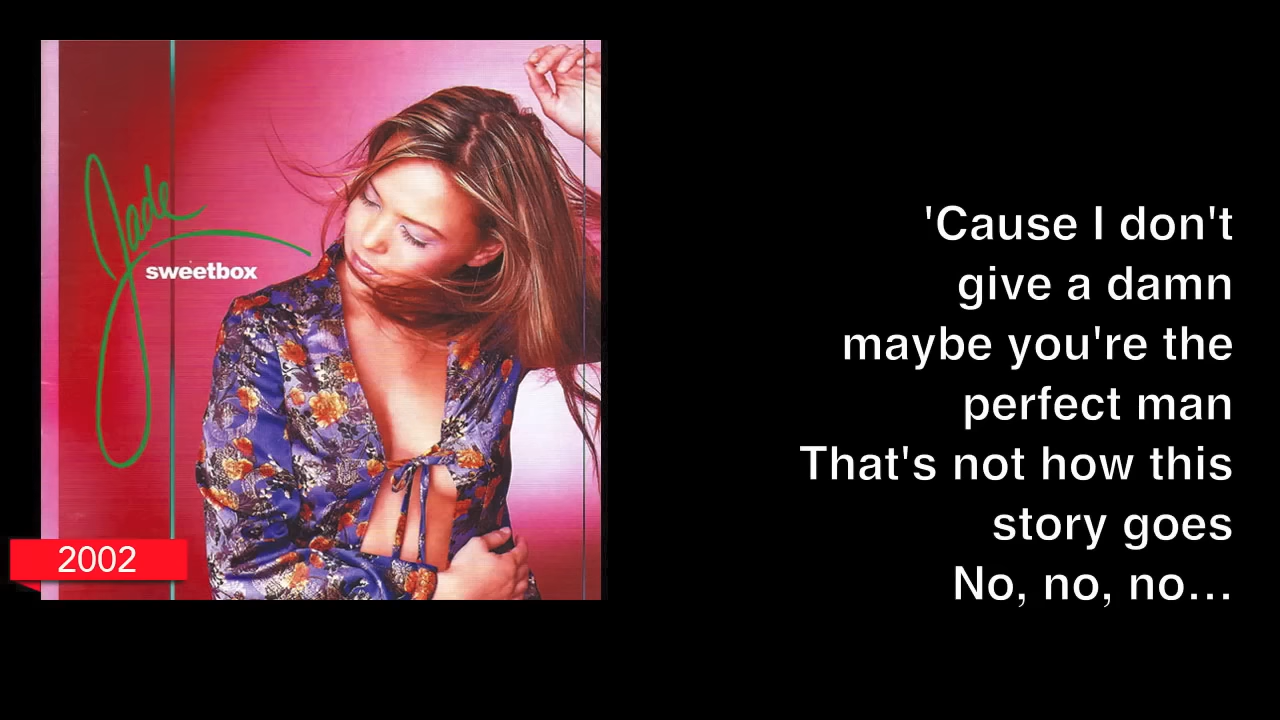 Jade
sweetbox
2002
'Cause I don't
give a damn
maybe you're the
perfect man
That's not how this
story goes
No, no, no...